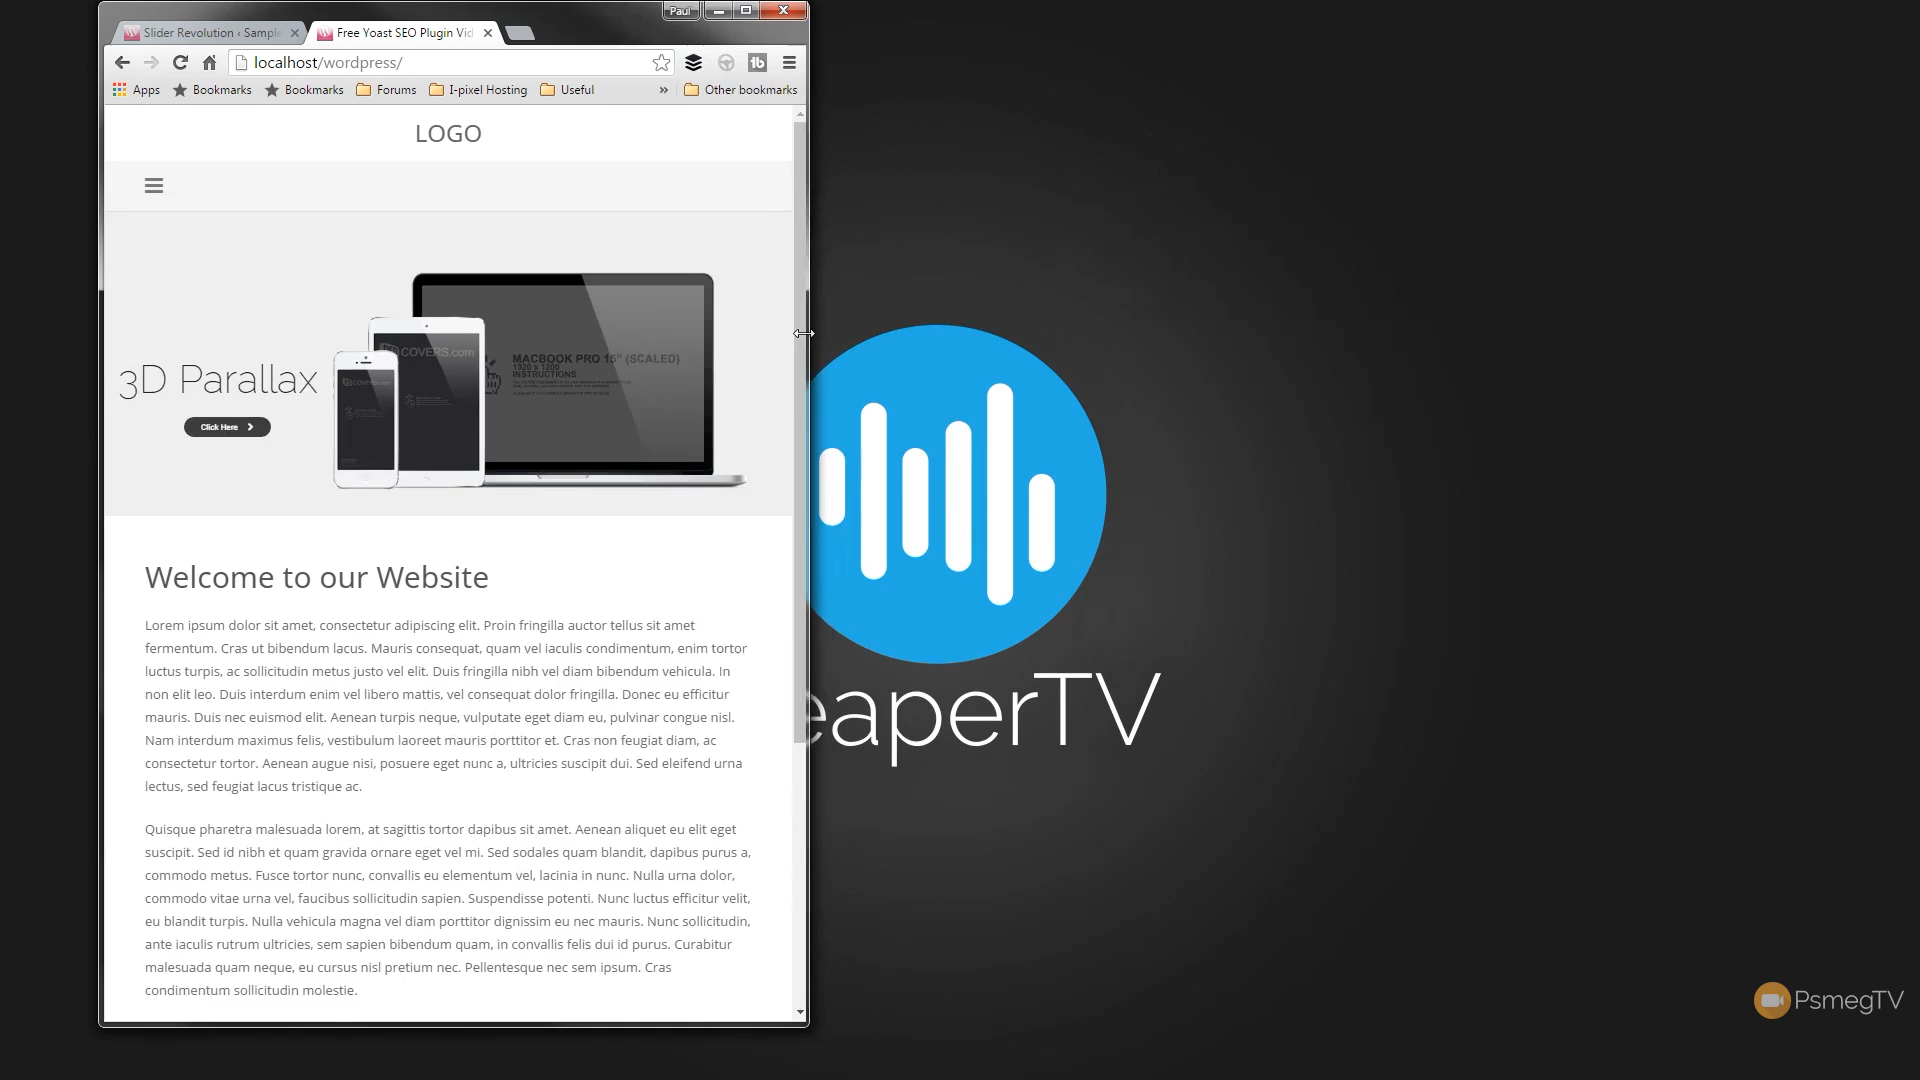 Paul
Slider Revolution ‹ Sample
Free Yoast SEO Plugin Vid
localhost/wordpress/
Apps
Bookmarks
Bookmarks
Forums
I-pixel Hosting
Useful
»
Other bookmarks
LOGO
COVERS.com
MACBOOK PRO 15" (SCALED)
1920 x 1200
INSTRUCTIONS
3D Parallax
Click Here
Welcome to our Website
Lorem ipsum dolor sit amet, consectetur adipiscing elit. Proin fringilla auctor tellus sit amet
fermentum. Cras ut bibendum lacus. Mauris consequat, quam vel iaculis condimentum, enim tortor
luctus turpis, ac sollicitudin metus justo vel elit. Duis fringilla nibh vel diam bibendum vehicula. In
non elit leo. Duis interdum enim vel libero mattis, vel consequat dolor fringilla. Donec eu efficitur
mauris. Duis nec euismod elit. Aenean turpis neque, vulputate eget diam eu, pulvinar congue nisl.
Nam interdum maximus felis, vestibulum laoreet mauris porttitor et. Cras non feugiat diam, ac
consectetur tortor. Aenean augue nisi, posuere eget nunc a, ultricies suscipit dui. Sed eleifend urna
lectus, sed feugiat lacus tristique ac.
Quisque pharetra malesuada lorem, at sagittis tortor dapibus sit amet. Aenean aliquet eu elit eget
suscipit. Sed id nibh et quam gravida ornare eget vel mi. Sed sodales quam blandit, dapibus purus a,
commodo metus. Fusce tortor nunc, convallis eu elementum vel, lacinia in nunc. Nulla urna dolor,
commodo vitae urna vel, faucibus sollicitudin sapien. Suspendisse potenti. Nunc luctus efficitur velit,
eu blandit turpis. Nulla vehicula magna vel diam porttitor dignissim eu nec mauris. Nunc sollicitudin,
ante iaculis rutrum ultricies, sem sapien bibendum quam, in convallis felis dui id purus. Curabitur
malesuada quam neque, eu cursus nisl pretium nec. Pellentesque nec sem ipsum. Cras
condimentum sollicitudin molestie.
eaperTV
PsmegTV